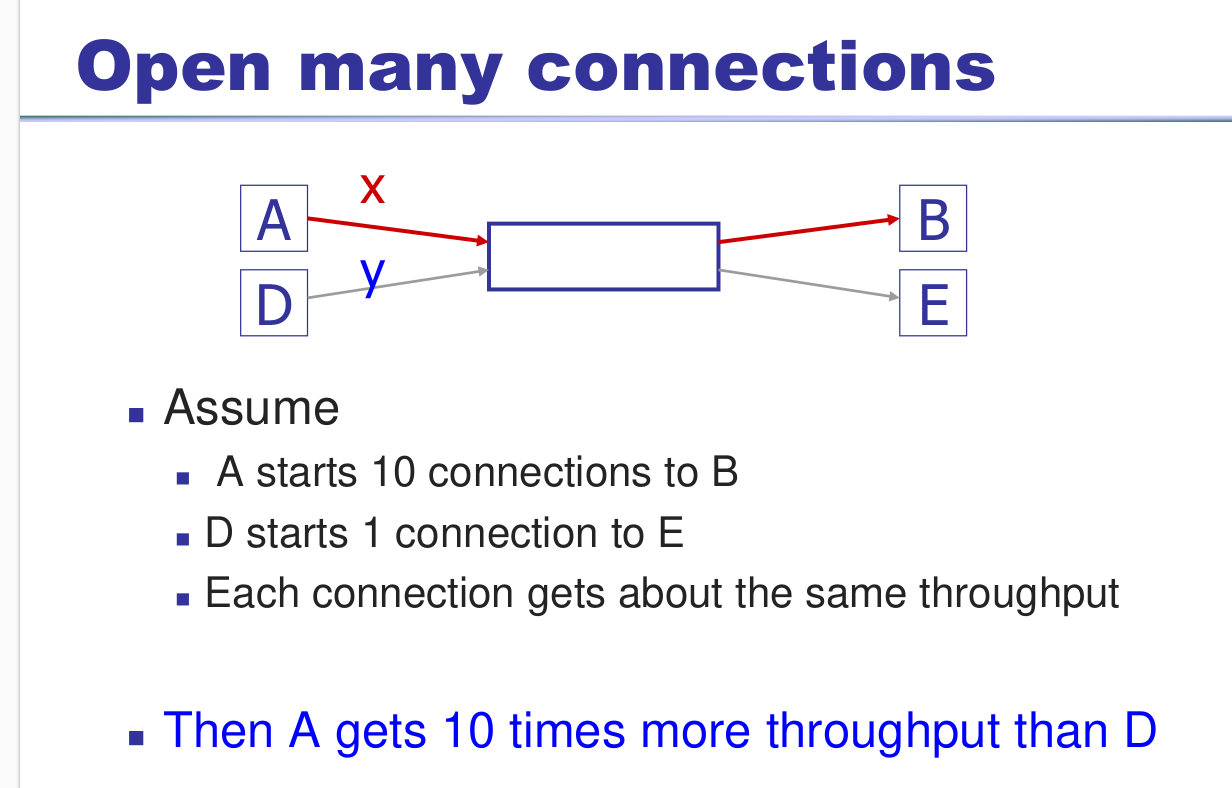 Open many connections
x
A
B
y
D
E
Assume
A starts 10 connections to B
D starts 1 connection to E
Each connection gets about the same throughput
Then A gets 10 times more throughput than D